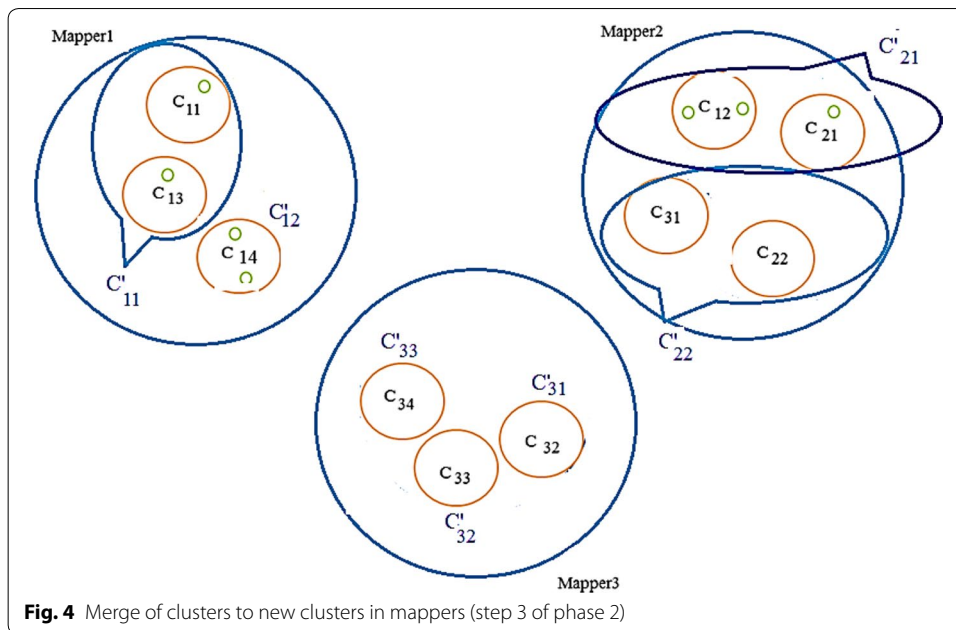 Mapper1
C11
C13
C'12
C14
C'11
Mapper2
C'21
C12
C21
C31
C22
C'22
C'33
C34
C'31
C32
C33
C'32
Mapper3
Fig. 4 Merge of clusters to new clusters in mappers (step 3 of phase 2)